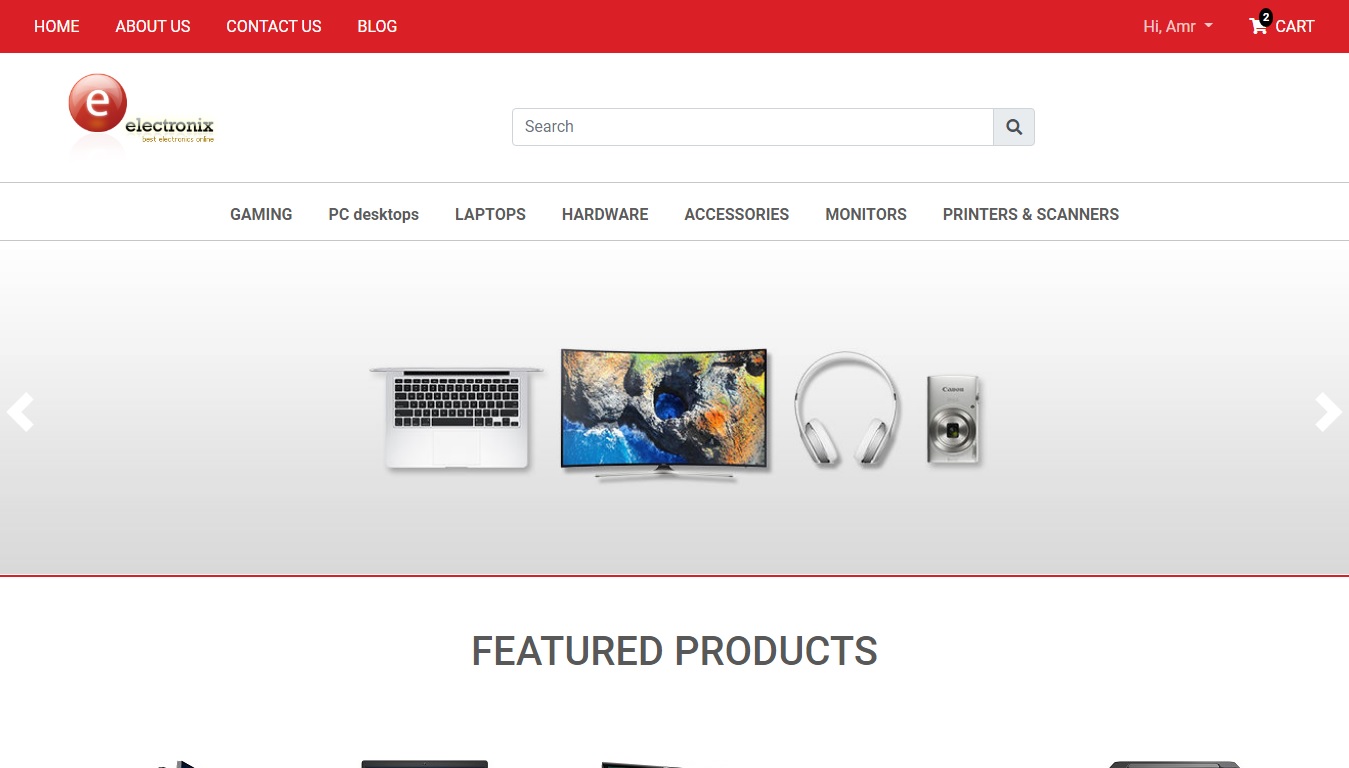 HOME ABOUT US CONTACT US BLOG Hi, Amr 2 CART
e
electronix
best electronics online
Search
GAMING PC desktops LAPTOPS HARDWARE ACCESSORIES MONITORS PRINTERS & SCANNERS
Canon
FEATURED PRODUCTS